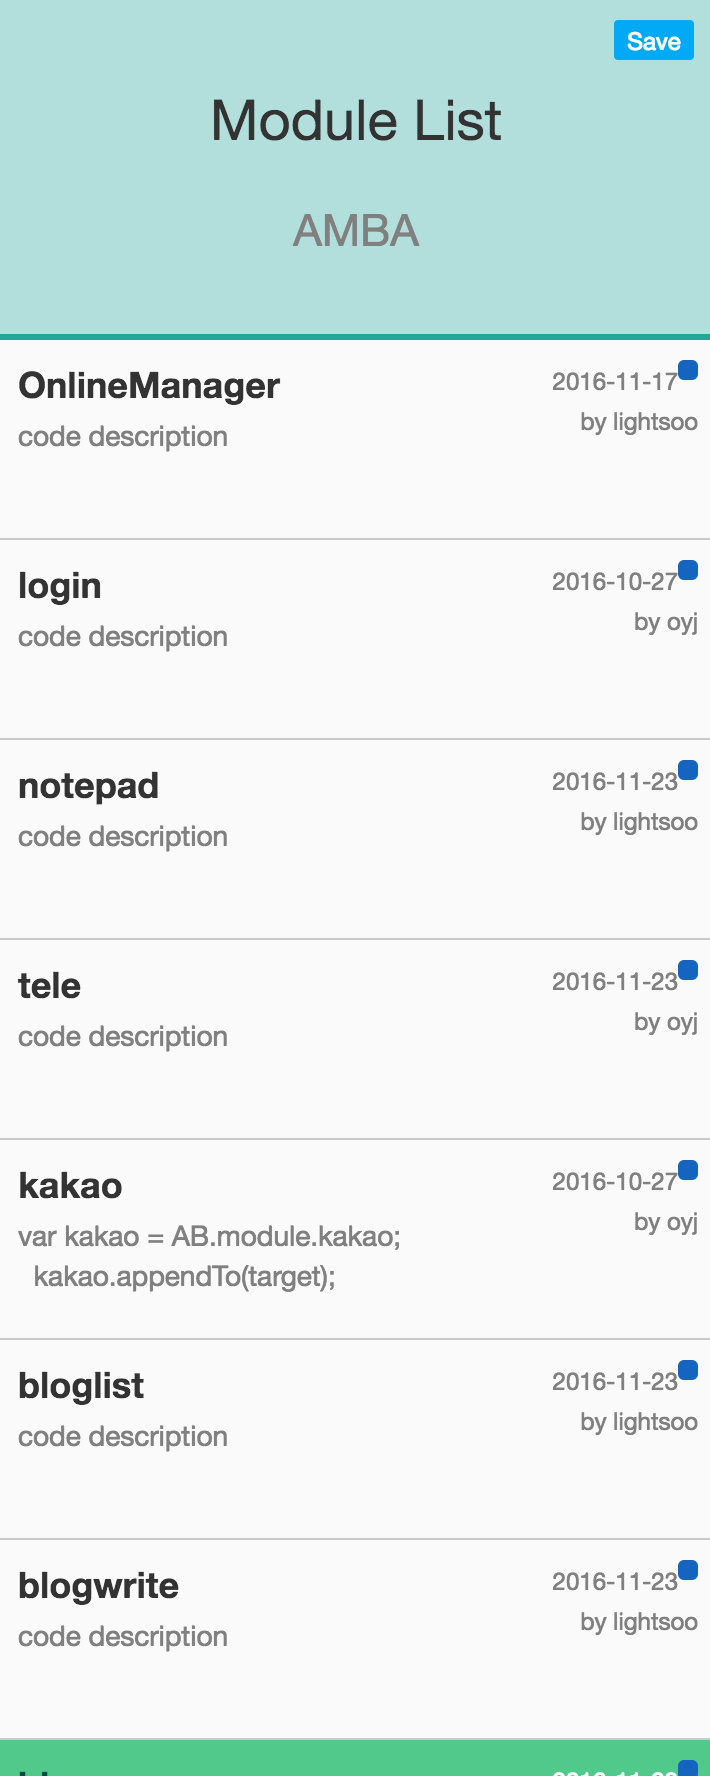 Save
Module List
AMBA
OnlineManager
2016-11-17
code description
by lightsoo
login
2016-10-27
code description
by oyj
notepad
2016-11-23
code description
by lightsoo
tele
2016-11-23
code description
by oyj
kakao
2016-10-27
var kakao = AB.module.kakao;
by oyj
kakao.appendTo(target);
bloglist
2016-11-23
code description
by lightsoo
blogwrite
2016-11-23
code description
by lightsoo